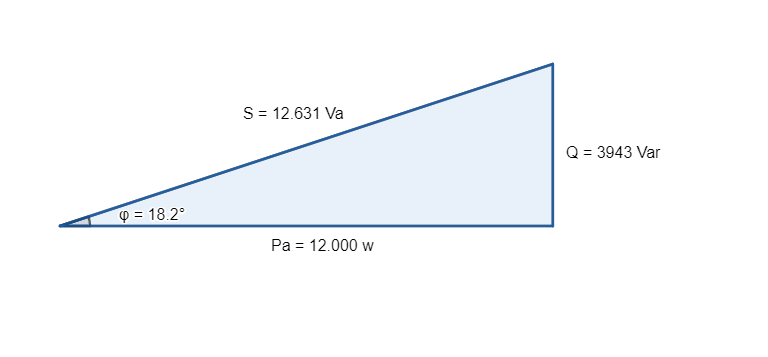 S = 12.631 Va
Q = 3943 Var
φ = 18.2°
Pa = 12.000 w